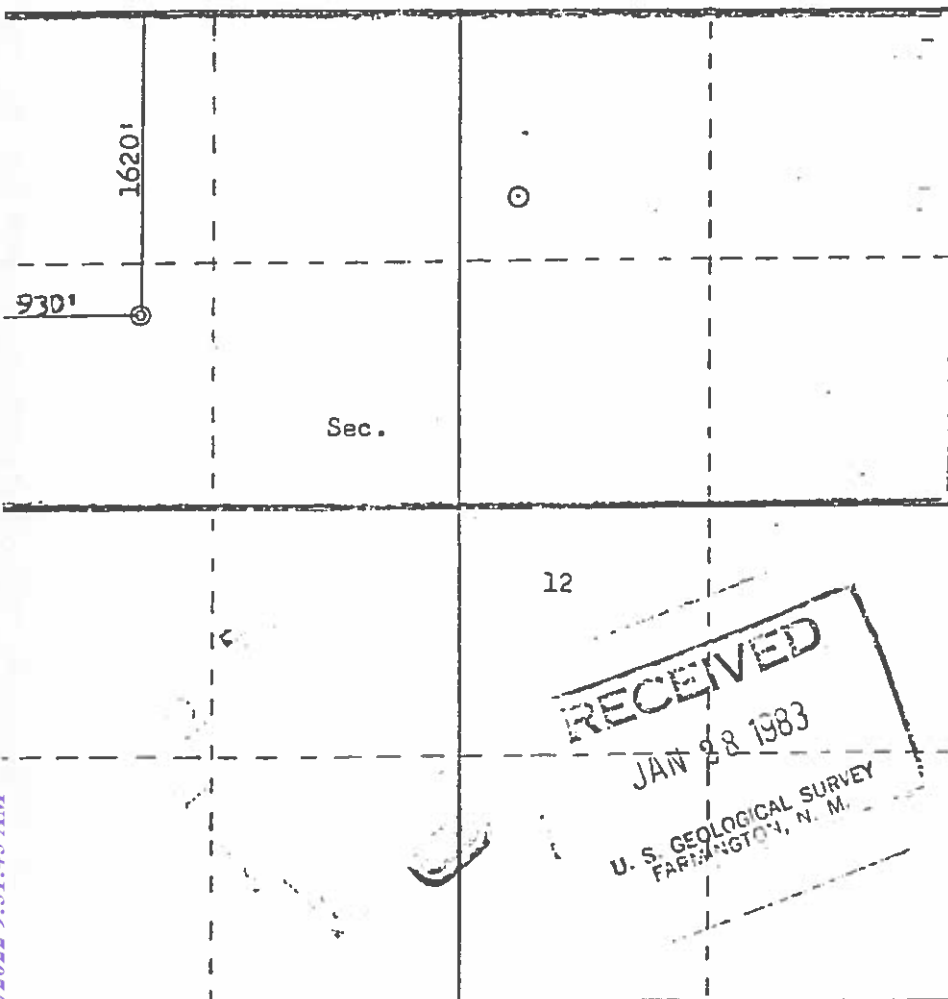 1620'
930'
Sec.
12
RECEIVED
JAN 28 1983
U. S. GEOLOGICAL SURVEY
FARMINGTON, N. M.